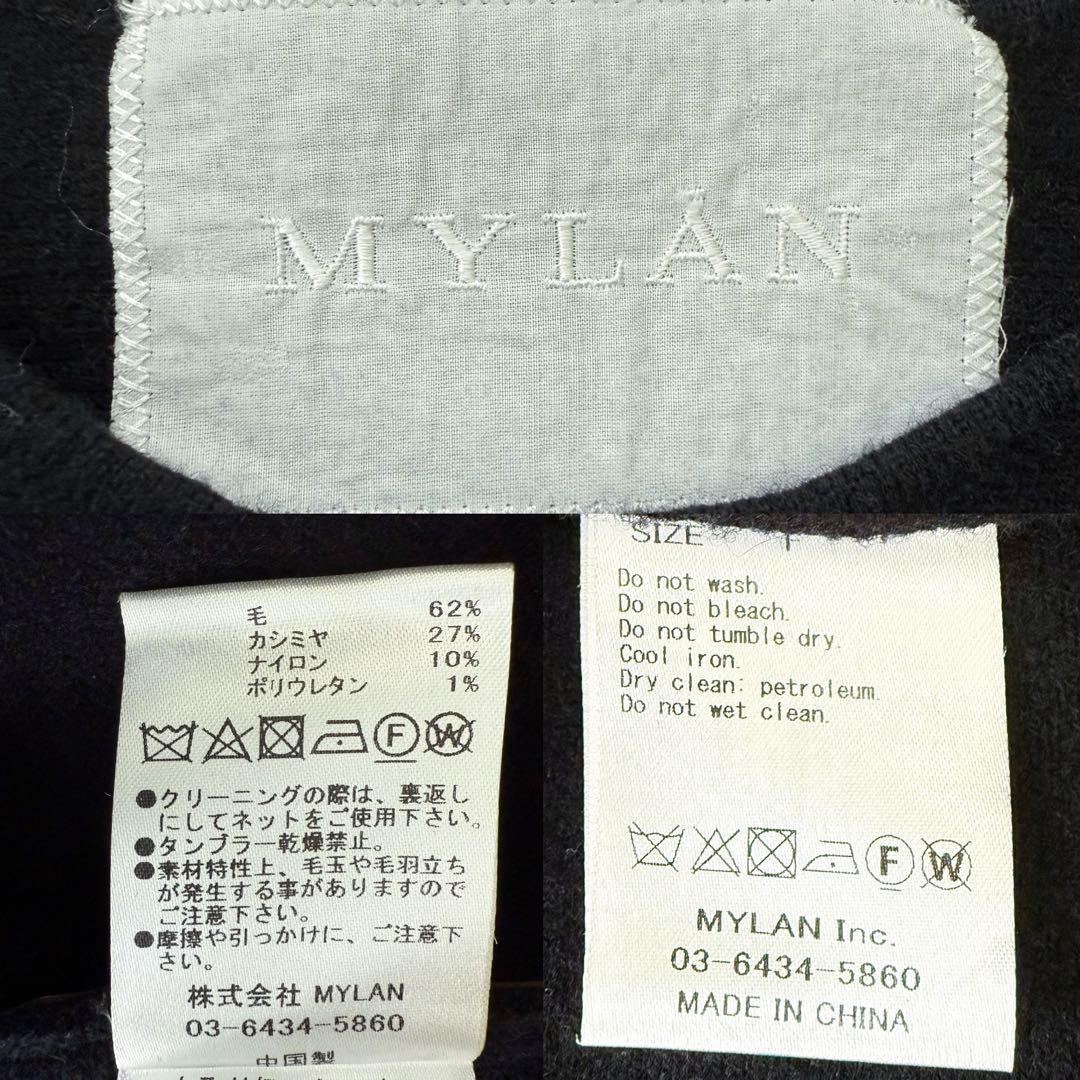 MYLAN
毛 62%
カシミヤ 27%
ナイロン 10%
ポリウレタン 1%
F W
●クリーニングの際は、裏返し
にしてネットをご使用下さい。
●タンブラー乾燥禁止。
●素材特性上、毛玉や毛羽立ち
が発生する事がありますので
ご注意下さい。
●摩擦や引っかけに、ご注意下
さい。
株式会社 MYLAN
03-6434-5860
中国製
SIZE
Do not wash.
Do not bleach.
Do not tumble dry.
Cool iron.
Dry clean: petroleum.
Do not wet clean.
F W
MYLAN Inc.
03-6434-5860
MADE IN CHINA